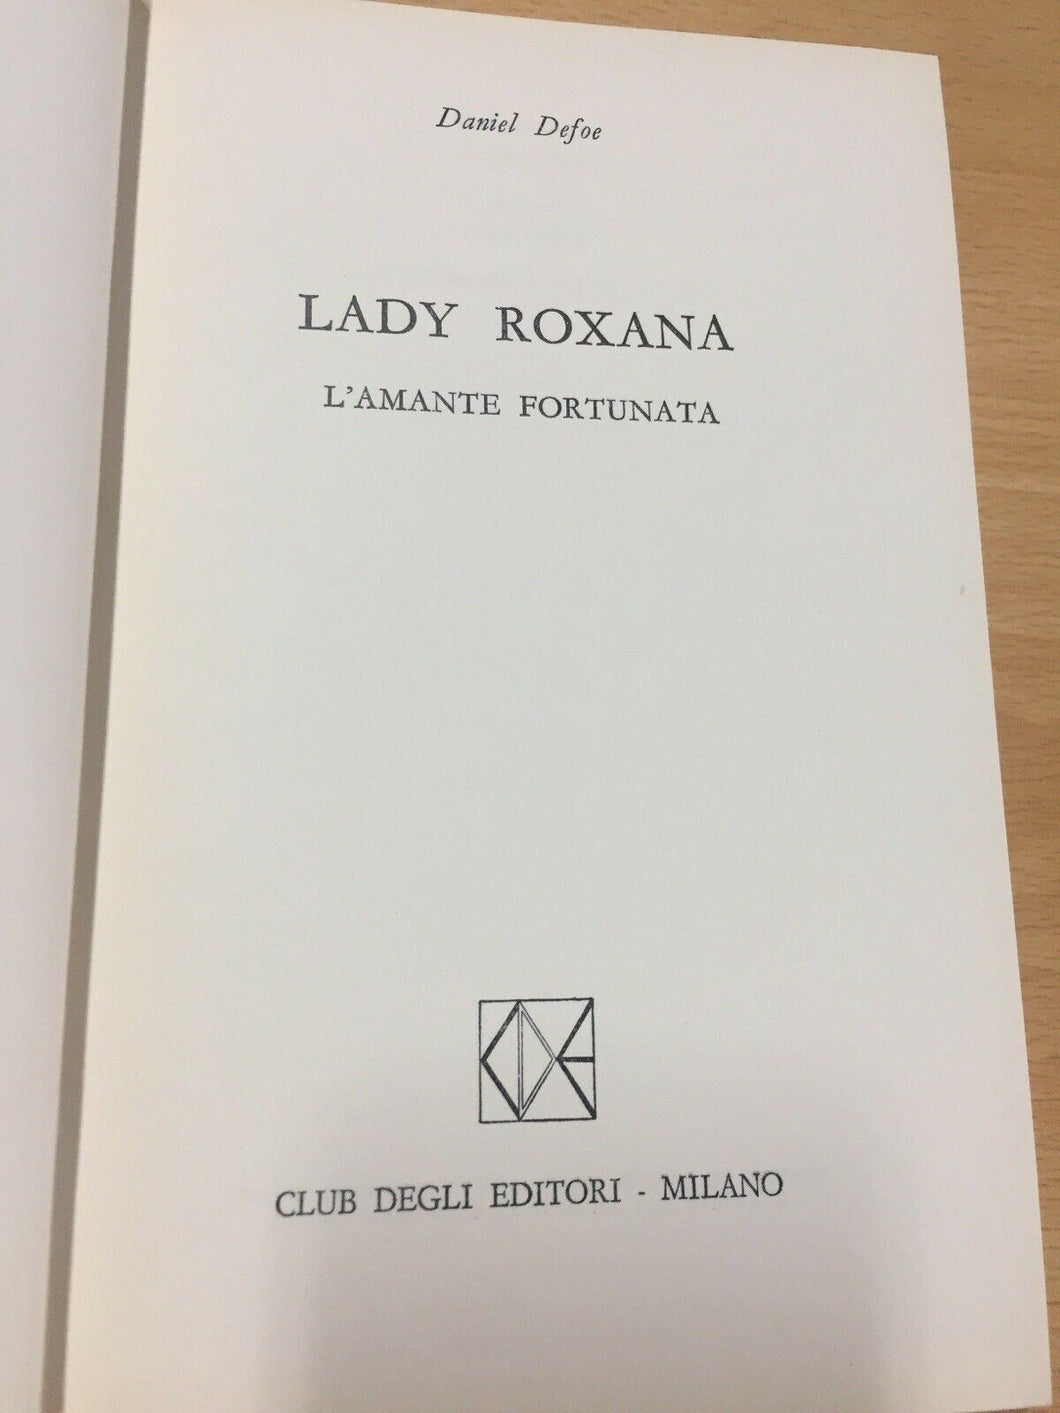 Daniel Defoe
LADY ROXANA
L'AMANTE FORTUNATA
CLUB DEGLI EDITORI - MILANO